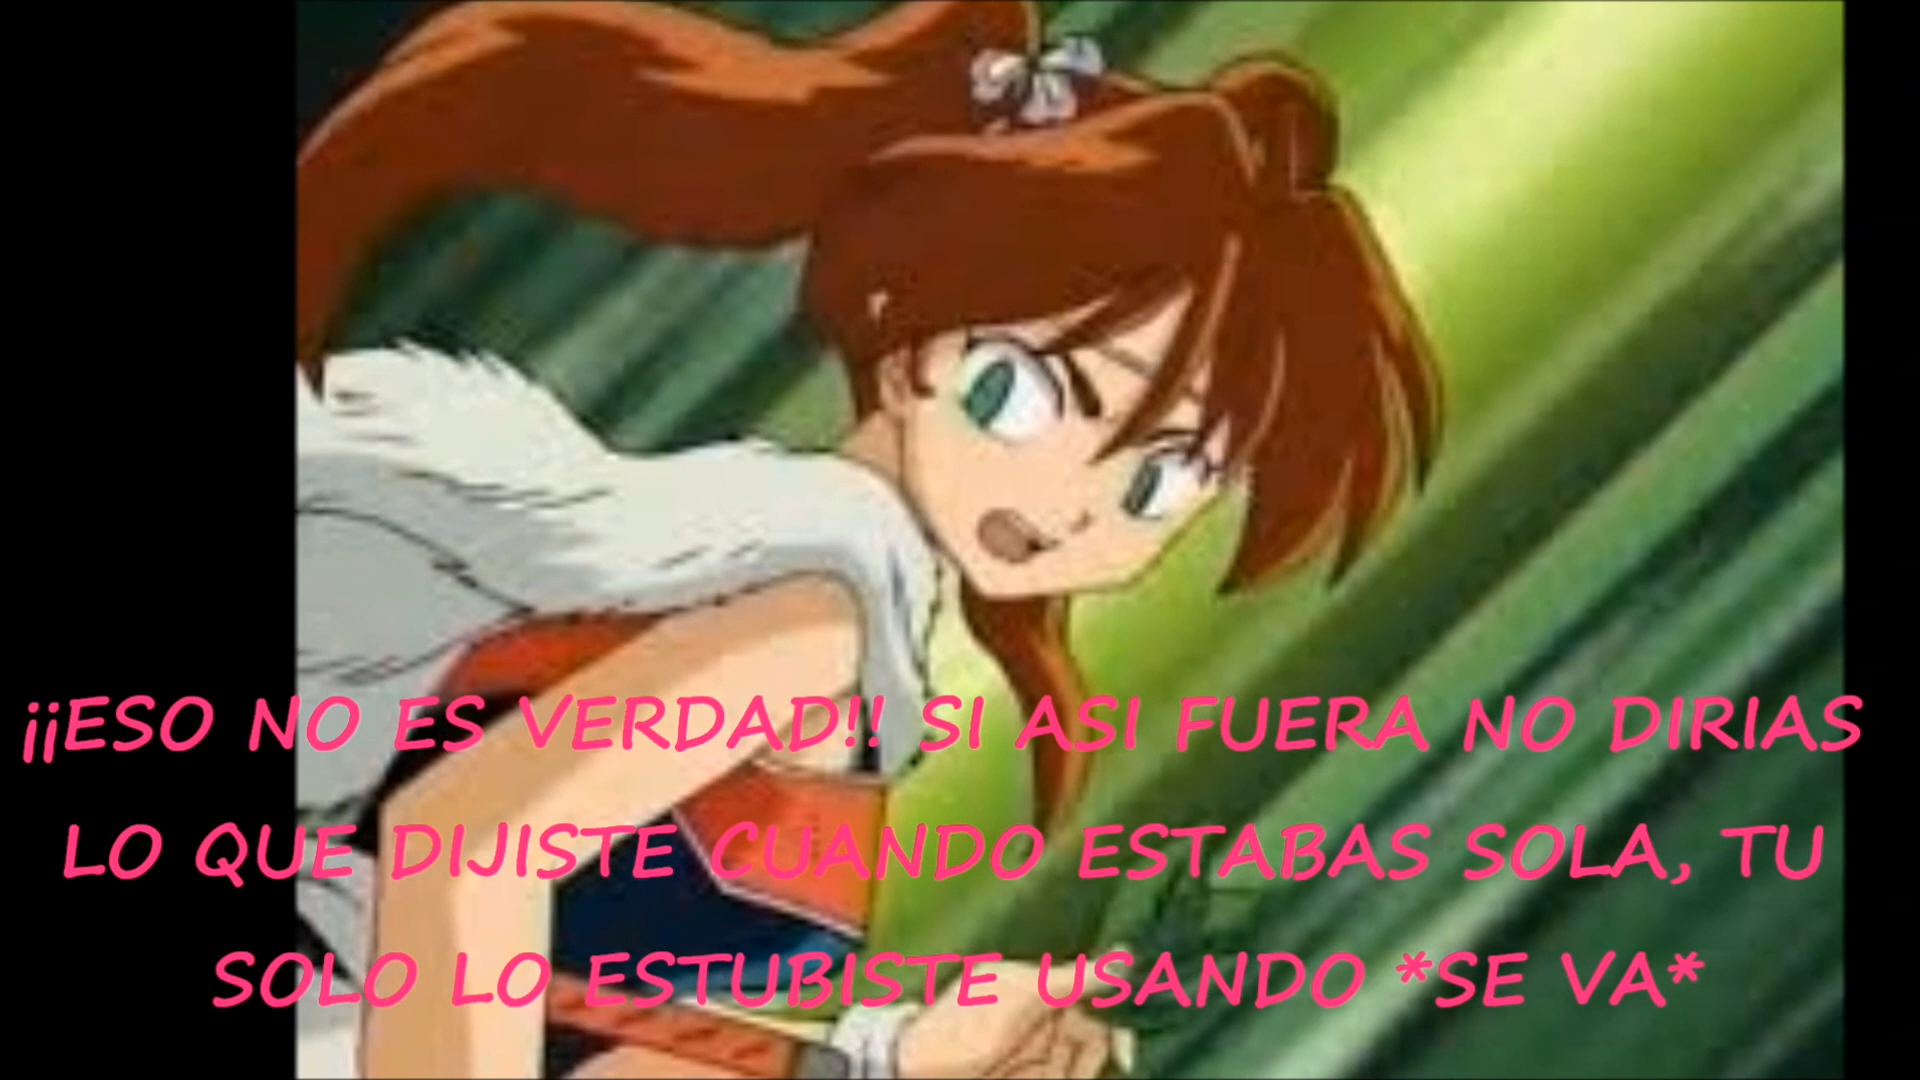 ¡¡ESO NO ES VERDAD!! SI ASI FUERA NO DIRIAS
LO QUE DIJISTE CUANDO ESTABAS SOLA, TU
SOLO LO ESTUBISTE USANDO *SE VA*